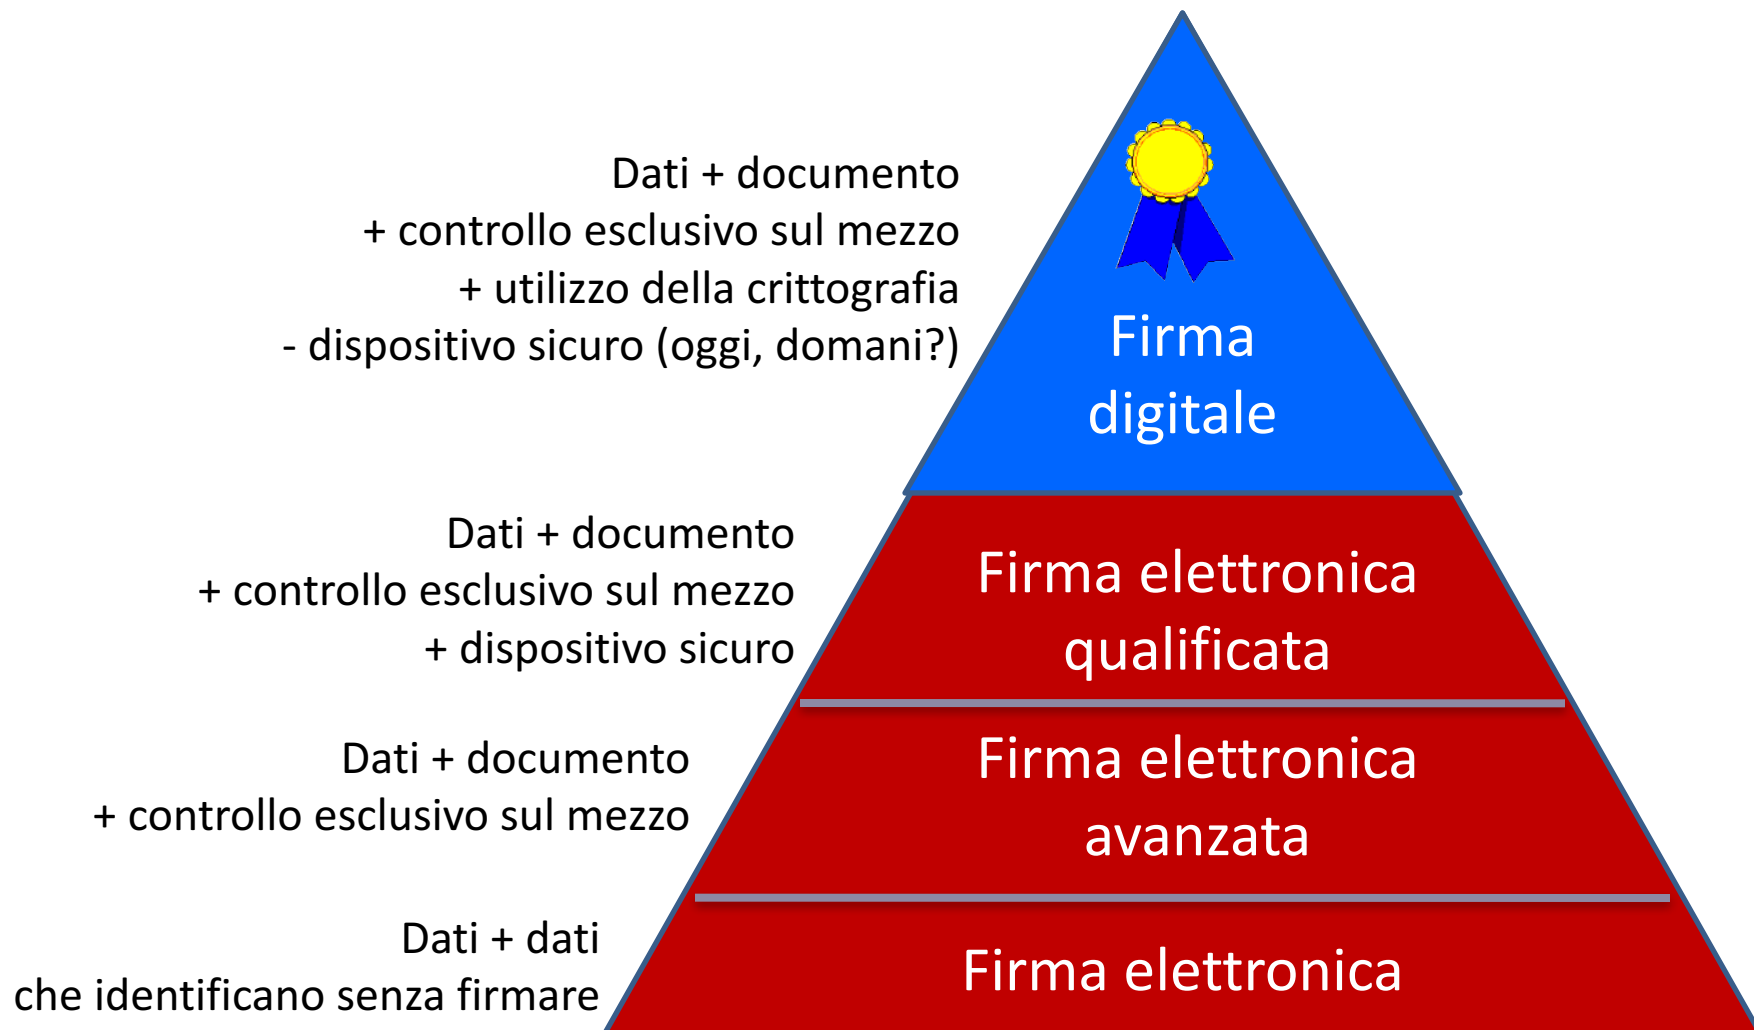 Dati + documento
+ controllo esclusivo sul mezzo
+ utilizzo della crittografia
- dispositivo sicuro (oggi, domani?)
Firma
digitale
Dati + documento
+ controllo esclusivo sul mezzo
+ dispositivo sicuro
Firma elettronica
qualificata
Dati + documento
+ controllo esclusivo sul mezzo
Firma elettronica
avanzata
Dati + dati
che identificano senza firmare
Firma elettronica